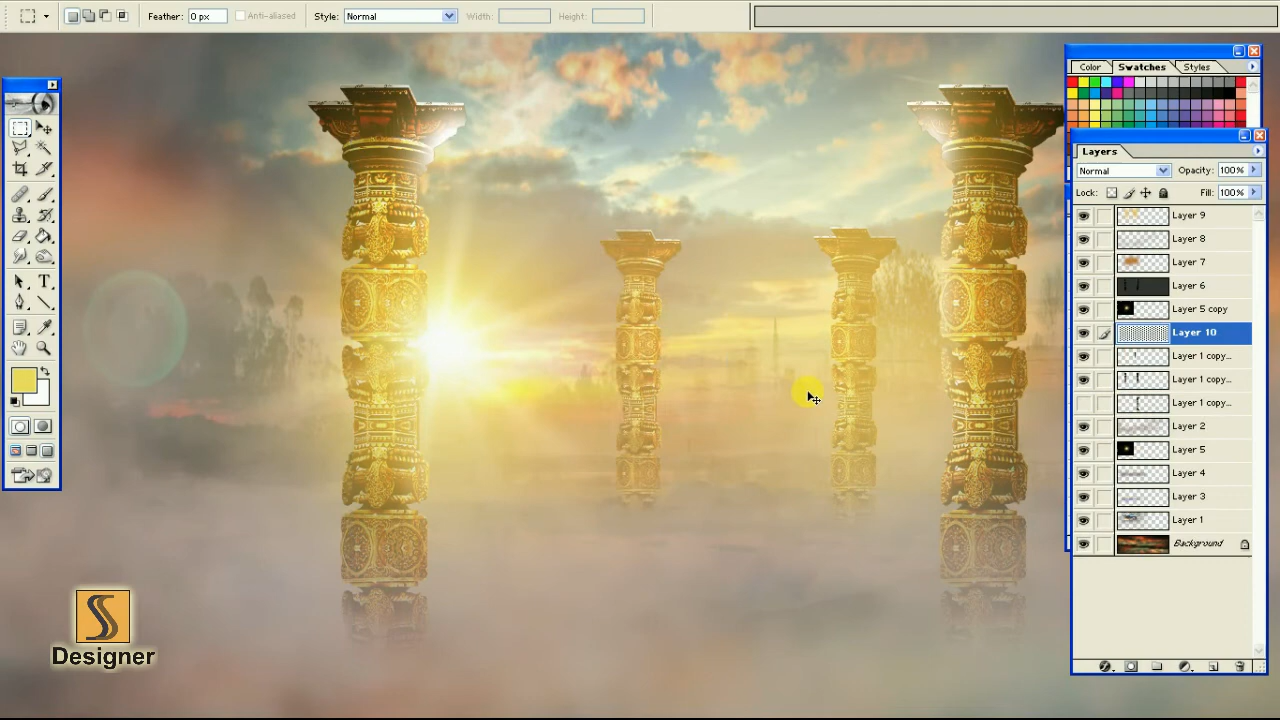 Feather: 0 px Anti-aliased Style: Normal Width: Height:
Color Swatches Styles
Layers
Normal Opacity: 100%
Lock: Fill: 100%
Layer 9
Layer 8
Layer 7
Layer 6
Layer 5 copy
Layer 10
Layer 1 copy...
Layer 1 copy...
Layer 1 copy...
Layer 2
Layer 5
Layer 4
Layer 3
Layer 1
Background
S
Designer